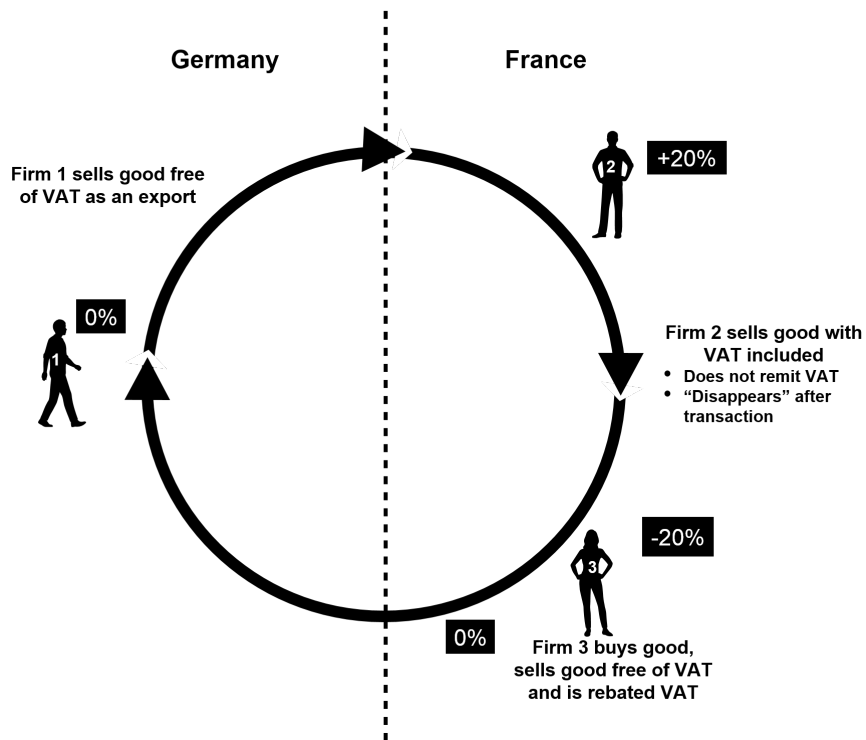 Germany
France
Firm 1 sells good free
of VAT as an export
0%
1
2
+20%
Firm 2 sells good with
VAT included
• Does not remit VAT
• “Disappears” after
transaction
-20%
3
0%
Firm 3 buys good,
sells good free of VAT
and is rebated VAT